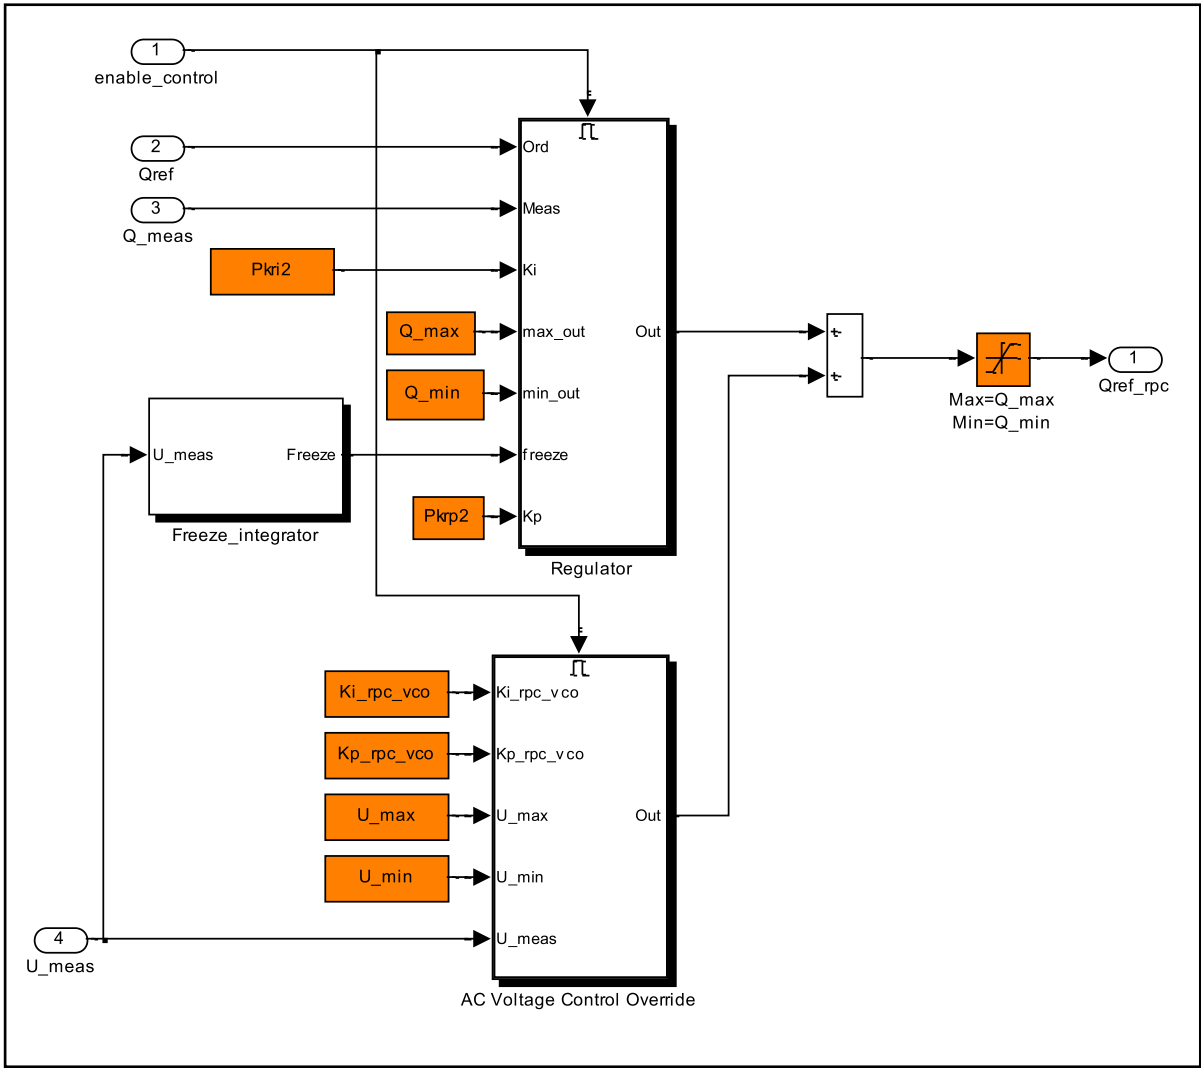 1
enable_control
2
Qref
Ord
3
Q_meas
Meas
Pkri2
Ki
Q_max
max_out
Out
+
1
Qref_rpc
+
Max=Q_max
Min=Q_min
Q_min
min_out
U_meas
Freeze
freeze
Freeze_integrator
Pkrp2
Kp
Regulator
Ki_rpc_vco
Ki_rpc_vco
Kp_rpc_vco
Kp_rpc_vco
U_max
U_max
Out
U_min
U_min
4
U_meas
U_meas
AC Voltage Control Override